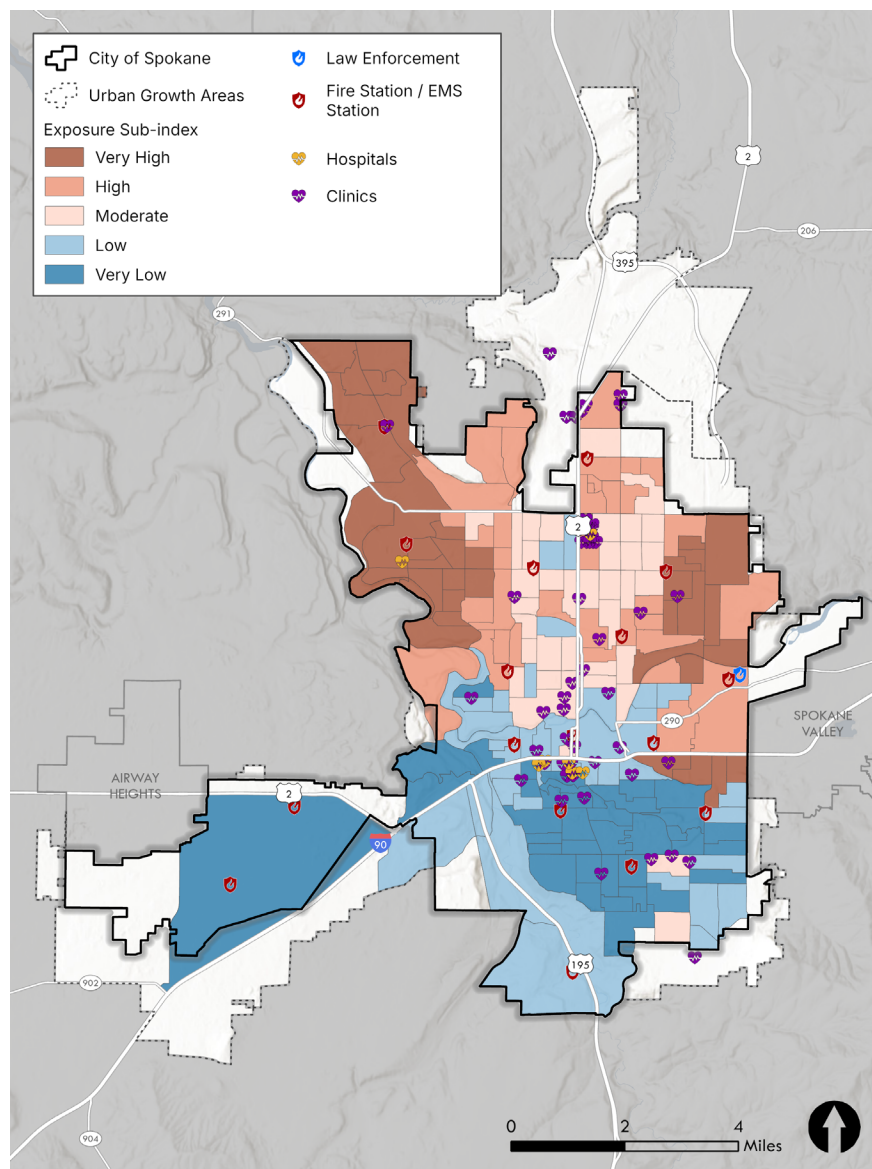 City of Spokane
Urban Growth Areas
Exposure Sub-index
Very High
High
Moderate
Low
Very Low
Law Enforcement
Fire Station / EMS
Station
Hospitals
Clinics
2
206
395
291
2
290
SPOKANE
VALLEY
AIRWAY
HEIGHTS
2
90
195
902
904
0
2
4
Miles